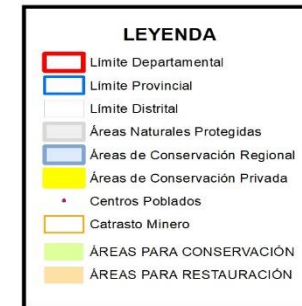 LEYENDA
Límite Departamental
Límite Provincial
Límite Distrital
Áreas Naturales Protegidas
Áreas de Conservación Regional
Áreas de Conservación Privada
Centros Poblados
Catrasto Minero
ÁREAS PARA CONSERVACIÓN
ÁREAS PARA RESTAURACIÓN